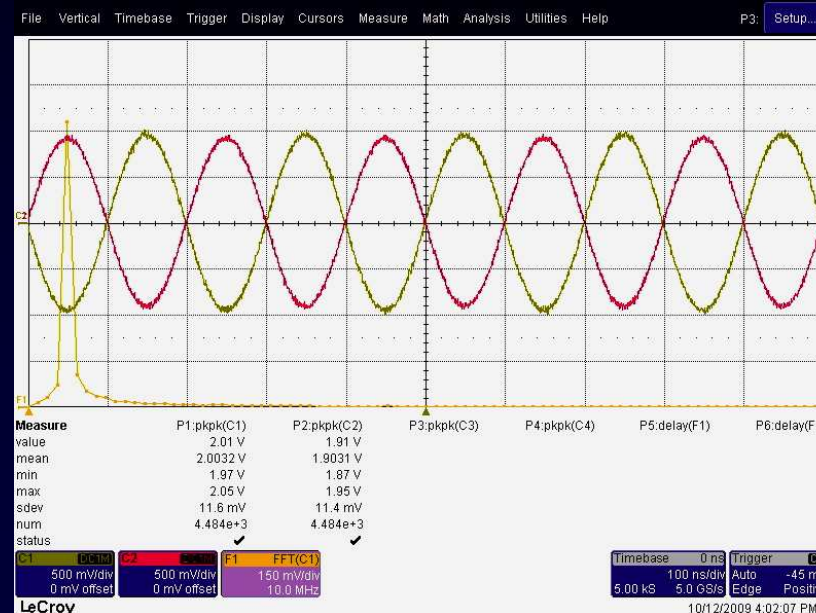 File Vertical Timebase Trigger Display Cursors Measure Math Analysis Utilities Help P3: Setup...
C2
F1
Measure P1:pkpk(C1) P2:pkpk(C2) P3:pkpk(C3) P4:pkpk(C4) P5:delay(F1) P6:delay(F
value 2.01 V 1.91 V
mean 2.0032 V 1.9031 V
min 1.97 V 1.87 V
max 2.05 V 1.95 V
sdev 11.6 mV 11.4 mV
num 4.484e+3 4.484e+3
status
C1 DC1M C2 F1 FFT(C1) Timebase 0 ns Trigger
500 mV/div 500 mV/div 150 mV/div 100 ns/div Auto -45 m
0 mV offset 0 mV offset 10.0 MHz 5.00 kS 5.0 GS/s Edge Positi
LeCroy 10/12/2009 4:02:07 PM